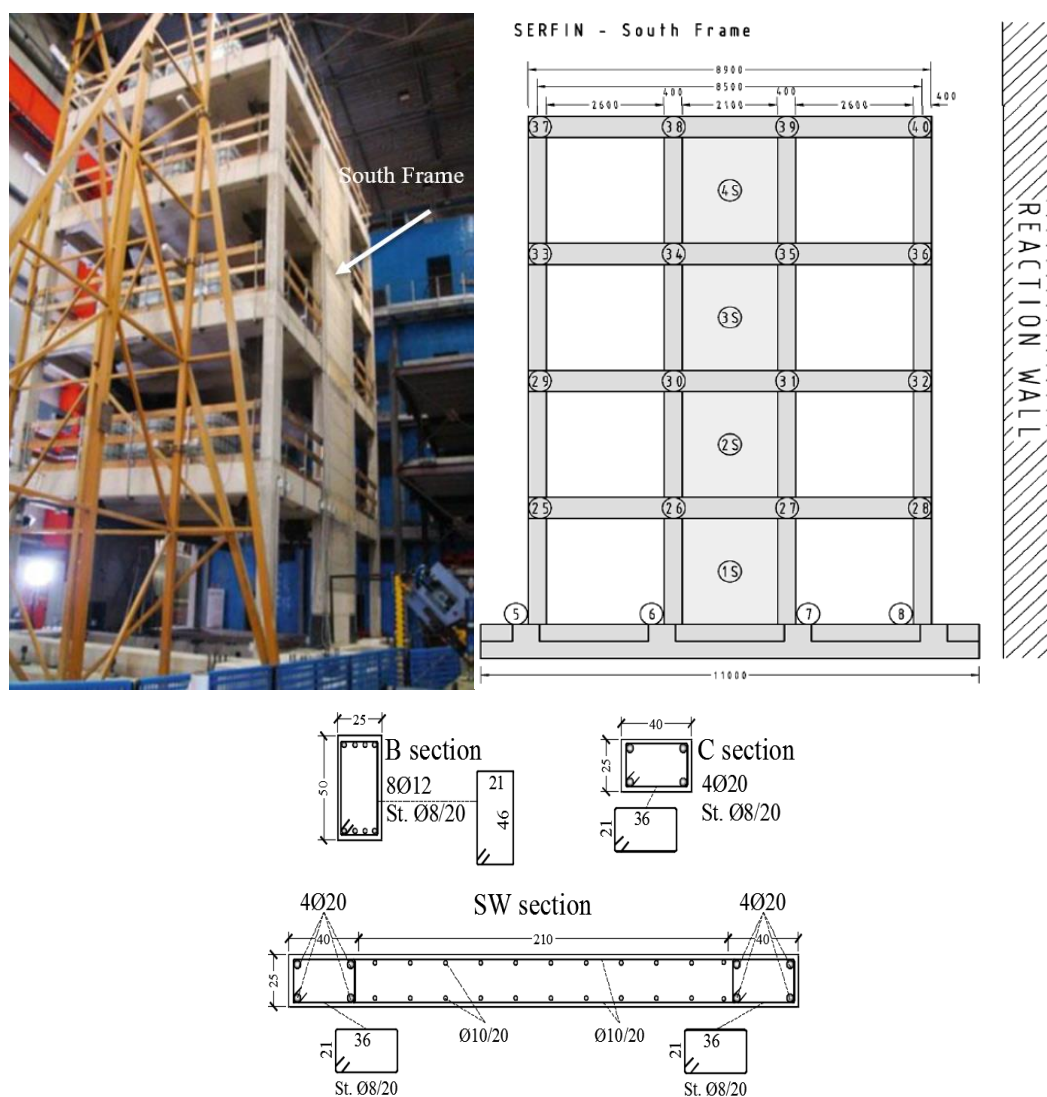 South Frame
SERFIN - South Frame
8900
8500
400
400
400
2600
2100
2600
37
38
39
40
4S
33
34
35
36
3S
29
30
31
32
2S
25
26
27
28
1S
5
6
7
8
11000
REACTION WALL
25
50
B section
8Ø12
St. Ø8/20
21
46
40
25
C section
4Ø20
St. Ø8/20
21
36
SW section
4Ø20
4Ø20
40
210
40
25
Ø10/20
Ø10/20
21
36
St. Ø8/20
21
36
St. Ø8/20